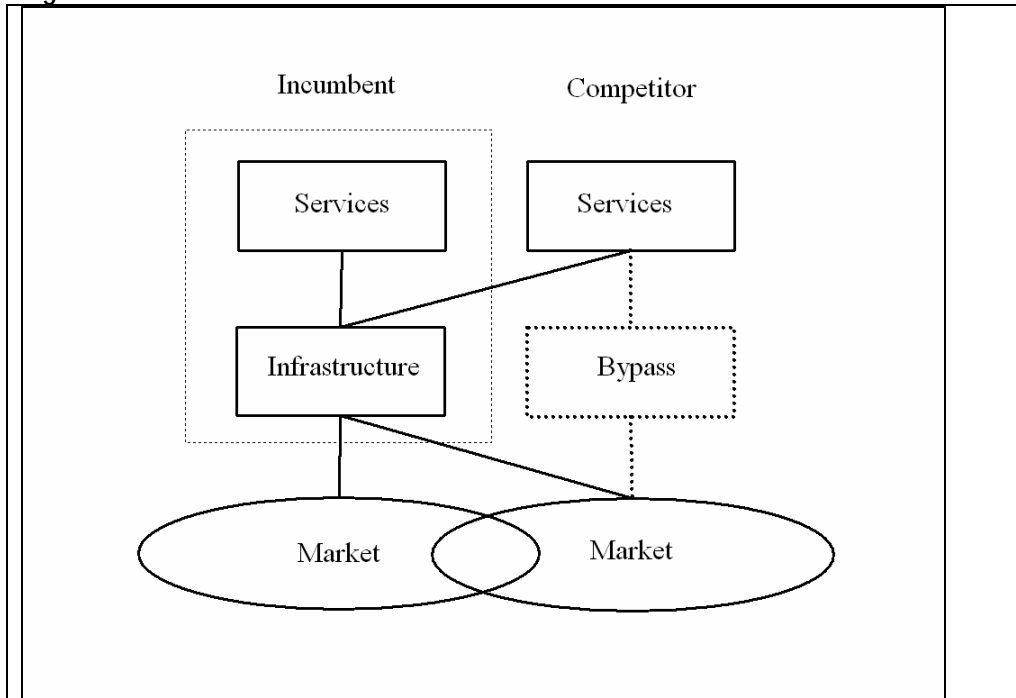 Incumbent
Competitor
Services
Services
Infrastructure
Bypass
Market
Market